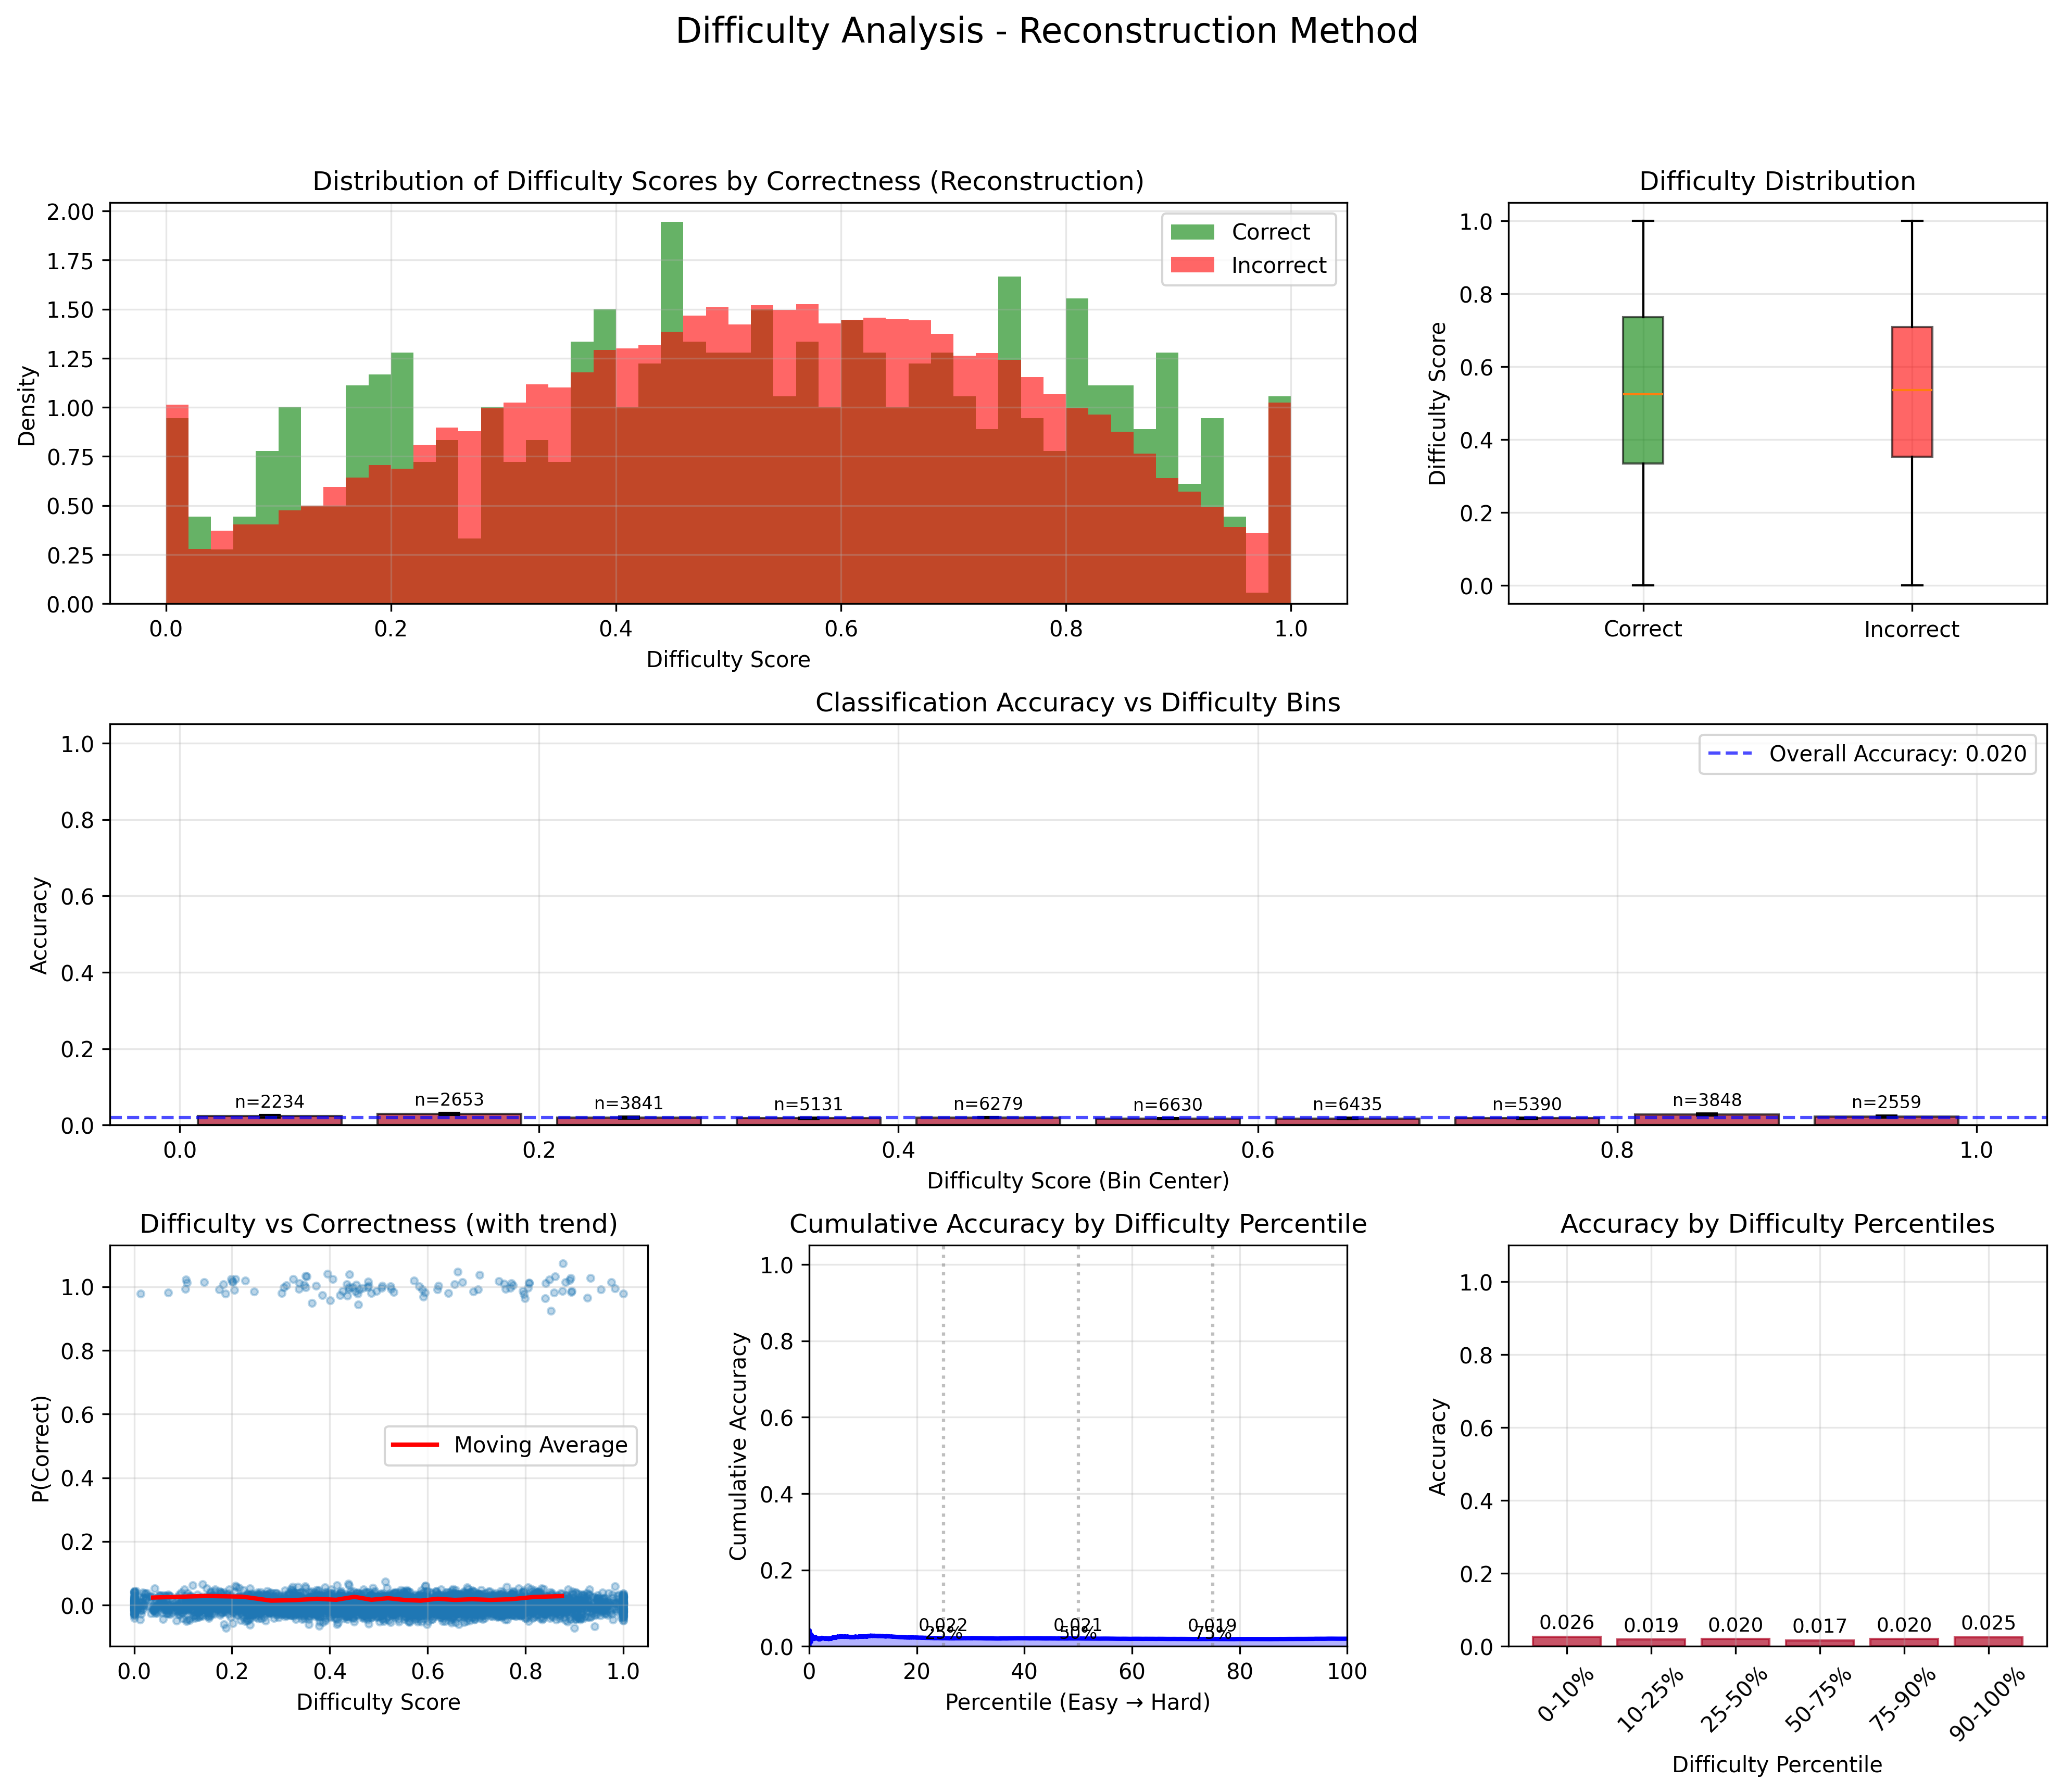 Difficulty Analysis - Reconstruction Method
Distribution of Difficulty Scores by Correctness (Reconstruction)
2.00
1.75
1.50
1.25
1.00
0.75
0.50
0.25
0.00
Density
Correct
Incorrect
0.0 0.2 0.4 0.6 0.8 1.0
Difficulty Score
Difficulty Distribution
1.0
0.8
0.6
0.4
0.2
0.0
Difficulty Score
Correct Incorrect
Classification Accuracy vs Difficulty Bins
1.0
0.8
0.6
0.4
0.2
0.0
Accuracy
Overall Accuracy: 0.020
n=2234 n=2653 n=3841 n=5131 n=6279 n=6630 n=6435 n=5390 n=3848 n=2559
0.0 0.2 0.4 0.6 0.8 1.0
Difficulty Score (Bin Center)
Difficulty vs Correctness (with trend)
1.0
0.8
0.6
0.4
0.2
0.0
P(Correct)
Moving Average
0.0 0.2 0.4 0.6 0.8 1.0
Difficulty Score
Cumulative Accuracy by Difficulty Percentile
1.0
0.8
0.6
0.4
0.2
0.0
Cumulative Accuracy
0.022 0.021 0.019
25% 50% 75%
0 20 40 60 80 100
Percentile (Easy → Hard)
Accuracy by Difficulty Percentiles
1.0
0.8
0.6
0.4
0.2
0.0
Accuracy
0.026 0.019 0.020 0.017 0.020 0.025
0-10% 10-25% 25-50% 50-75% 75-90% 90-100%
Difficulty Percentile